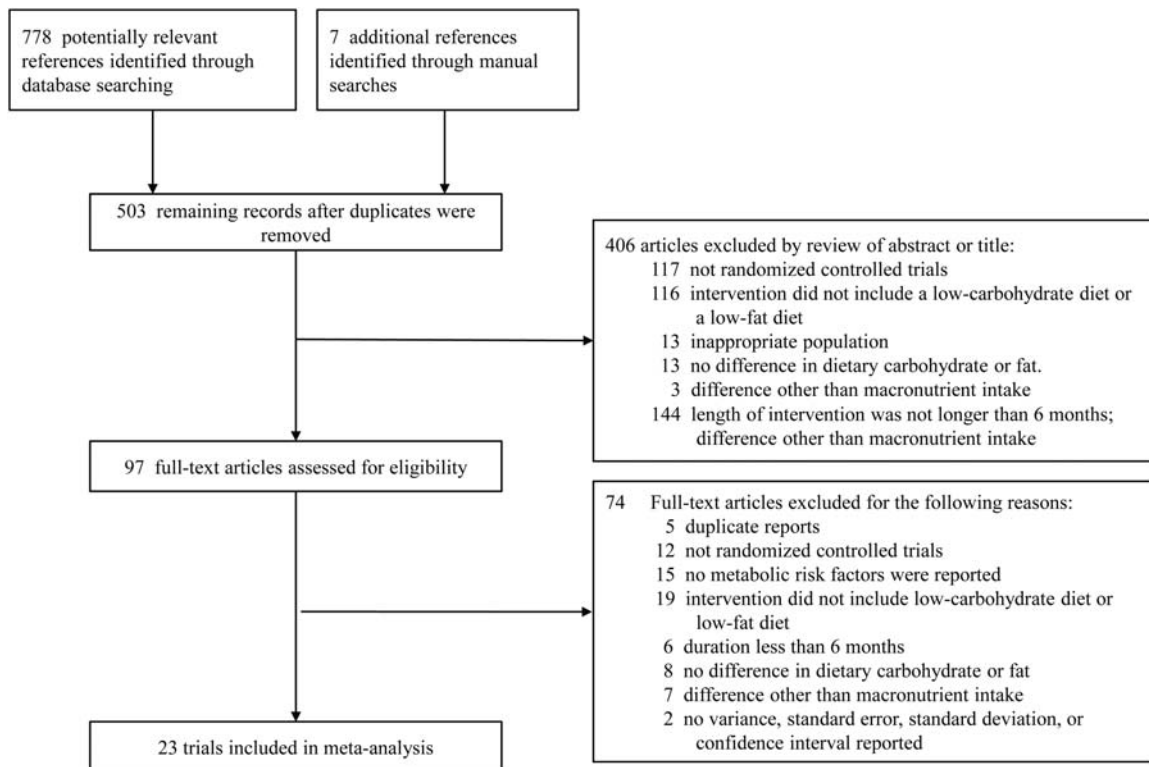 778 potentially relevant
references identified through
database searching
7 additional references
identified through manual
searches
503 remaining records after duplicates were
removed
406 articles excluded by review of abstract or title:
117 not randomized controlled trials
116 intervention did not include a low-carbohydrate diet or
a low-fat diet
13 inappropriate population
13 no difference in dietary carbohydrate or fat.
3 difference other than macronutrient intake
144 length of intervention was not longer than 6 months;
difference other than macronutrient intake
97 full-text articles assessed for eligibility
74 Full-text articles excluded for the following reasons:
5 duplicate reports
12 not randomized controlled trials
15 no metabolic risk factors were reported
19 intervention did not include low-carbohydrate diet or
low-fat diet
6 duration less than 6 months
8 no difference in dietary carbohydrate or fat
7 difference other than macronutrient intake
2 no variance, standard error, standard deviation, or
confidence interval reported
23 trials included in meta-analysis